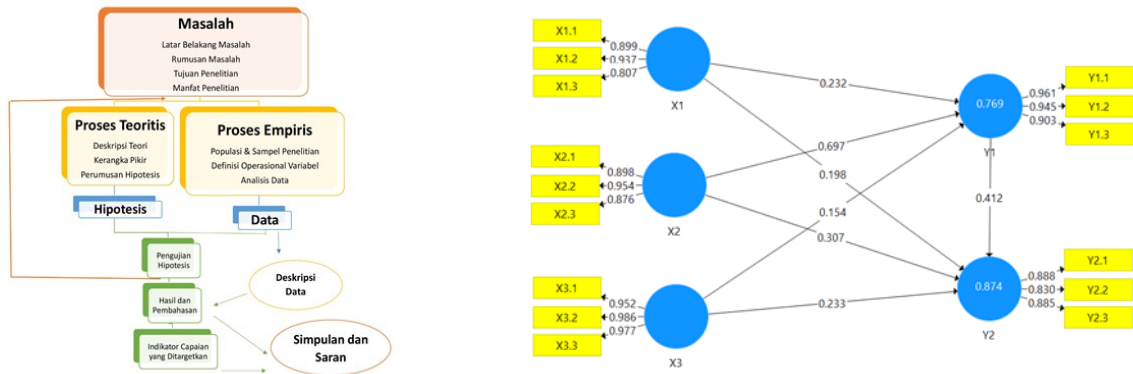 Masalah
Latar Belakang Masalah
Rumusan Masalah
Tujuan Penelitian
Manfat Penelitian
Proses Teoritis
Deskripsi Teori
Kerangka Pikir
Perumusan Hipotesis
Proses Empiris
Populasi & Sampel Penelitian
Definisi Operasional Variabel
Analisis Data
Hipotesis
Data
Pengujian
Hipotesis
Deskripsi
Data
Hasil dan
Pembahasan
Indikator Capaian
yang Ditargetkan
Simpulan dan
Saran
X1.1
X1.2
X1.3
0.899
0.937
0.807
X1
X2.1
X2.2
X2.3
0.898
0.954
0.876
X2
X3.1
X3.2
X3.3
0.952
0.986
0.977
X3
0.232
0.697
0.198
0.154
0.307
0.233
0.412
0.769
Y1
0.961
0.945
0.903
Y1.1
Y1.2
Y1.3
0.874
Y2
0.888
0.830
0.885
Y2.1
Y2.2
Y2.3